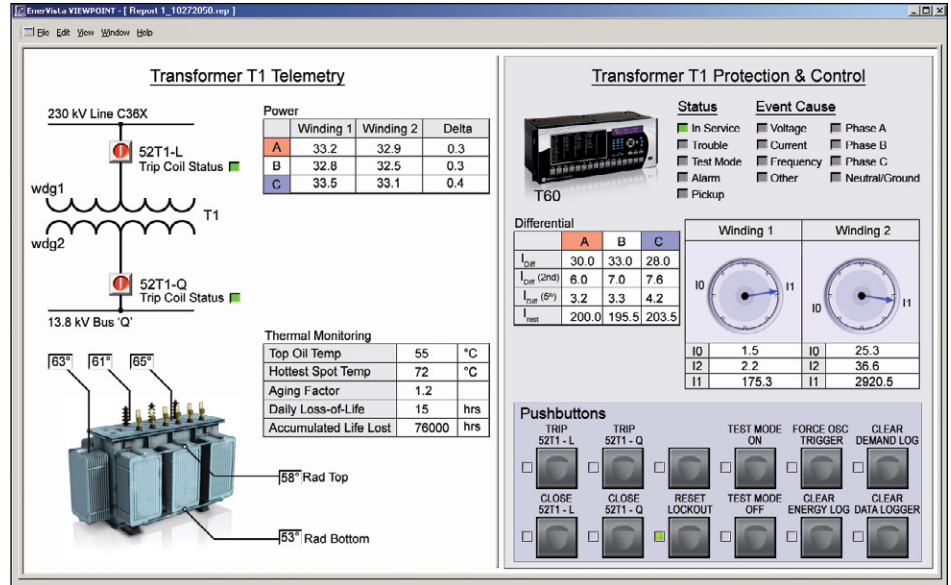 EnerVista VIEWPOINT - [ Report 1_10272050.rep ]
File Edit View Window Help
Transformer T1 Telemetry
230 kV Line C36X
52T1-L
Trip Coil Status
wdg1
T1
wdg2
52T1-Q
Trip Coil Status
13.8 kV Bus 'Q'
Power
Winding 1 Winding 2 Delta
A 33.2 32.9 0.3
B 32.8 32.5 0.3
C 33.5 33.1 0.4
Thermal Monitoring
Top Oil Temp 55 °C
Hottest Spot Temp 72 °C
Aging Factor 1.2
Daily Loss-of-Life 15 hrs
Accumulated Life Lost 76000 hrs
63° 61° 65°
58° Rad Top
53° Rad Bottom
Transformer T1 Protection & Control
T60
Status Event Cause
In Service Voltage Phase A
Trouble Current Phase B
Test Mode Frequency Phase C
Alarm Other Neutral/Ground
Pickup
Differential
A B C
IDiff 30.0 33.0 28.0
IDiff (2nd) 6.0 7.0 7.6
IDiff (5th) 3.2 3.3 4.2
Irest 200.0 195.5 203.5
Winding 1 Winding 2
I0 I1 I0 I1
I0 1.5 I0 25.3
I2 2.2 I2 36.6
I1 175.3 I1 2920.5
Pushbuttons
TRIP 52T1 - L
TRIP 52T1 - Q
TEST MODE ON
FORCE OSC TRIGGER
CLEAR DEMAND LOG
CLOSE 52T1 - L
CLOSE 52T1 - Q
RESET LOCKOUT
TEST MODE OFF
CLEAR ENERGY LOG
CLEAR DATA LOGGER